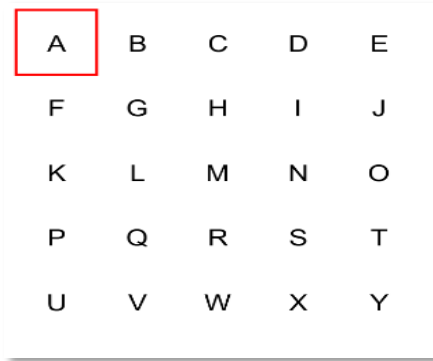 A B C D E
F G H I J
K L M N O
P Q R S T
U V W X Y